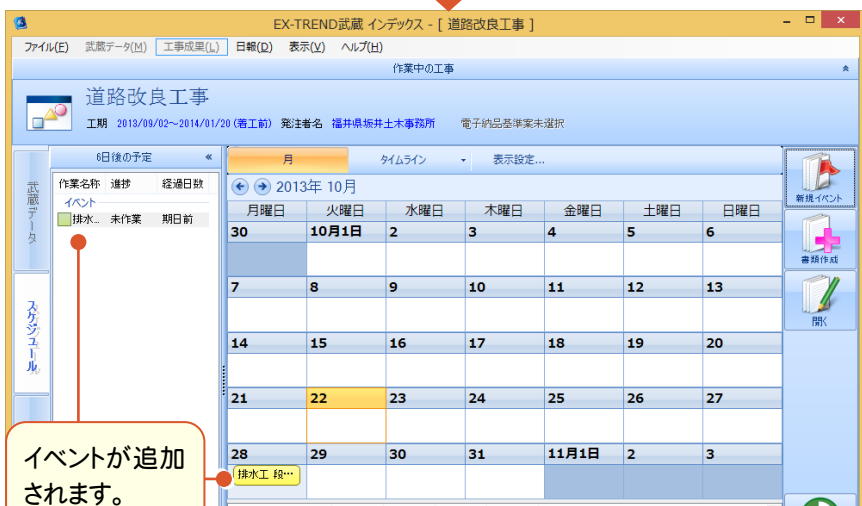 EX-TREND武蔵 インデックス - [ 道路改良工事 ]
ファイル(F) 武蔵データ(M) 工事成果(L) 日報(D) 表示(V) ヘルプ(H)
作業中の工事
道路改良工事
工期 2013/09/02～2014/01/20 (着工前) 発注者名 福井県坂井土木事務所 電子納品基準案未選択
武蔵データ
スケジュール
6日後の予定 «
作業名称 進捗 経過日数
イベント
排水... 未作業 期日前
月 タイムライン 表示設定...
2013年 10月
月曜日 火曜日 水曜日 木曜日 金曜日 土曜日 日曜日
30 10月1日 2 3 4 5 6
7 8 9 10 11 12 13
14 15 16 17 18 19 20
21 22 23 24 25 26 27
28 29 30 31 11月1日 2 3
排水工 段…
新規イベント
書類作成
開く
イベントが追加
されます。